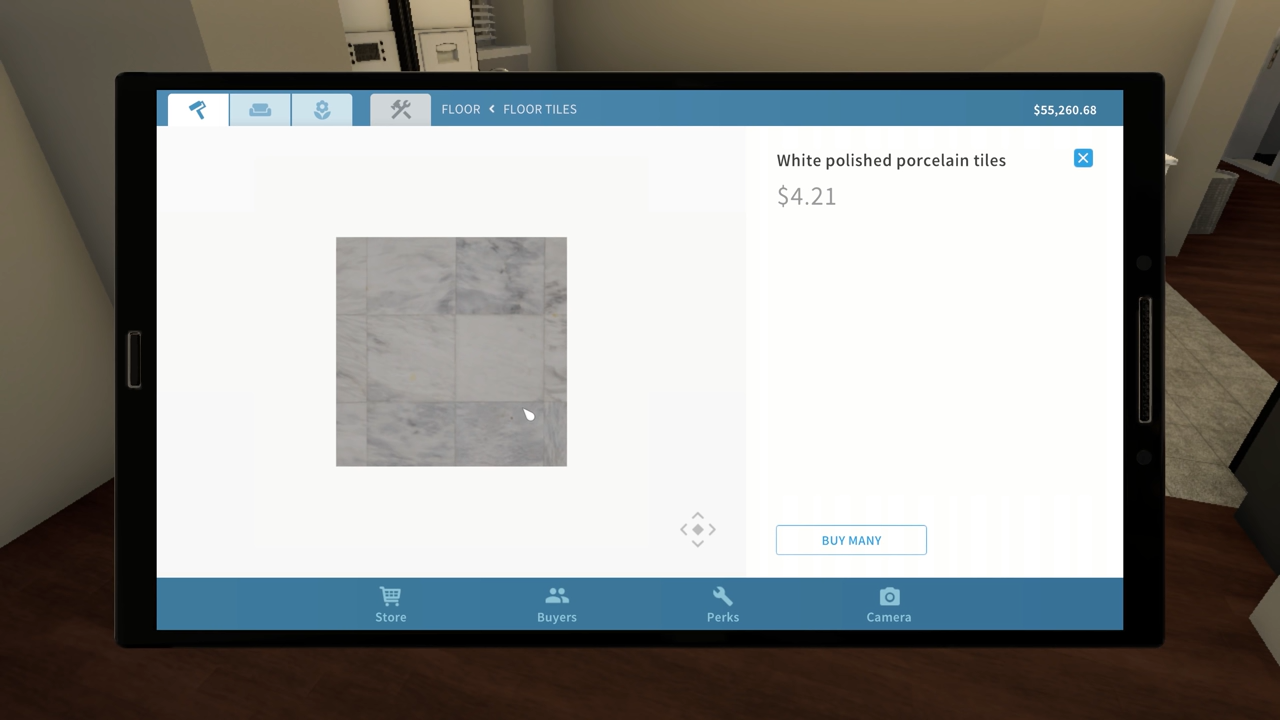 FLOOR < FLOOR TILES
$55,260.68
White polished porcelain tiles
$4.21
BUY MANY
Store
Buyers
Perks
Camera